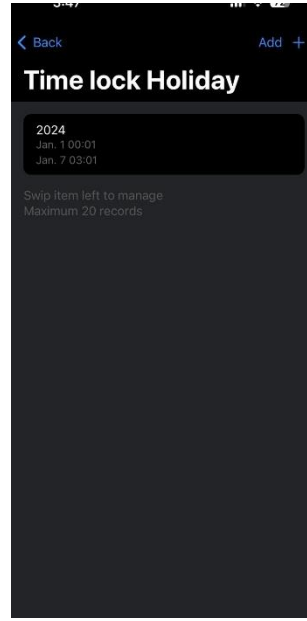 Back
Add +
Time lock Holiday
2024
Jan. 1 00:01
Jan. 7 03:01
Swip item left to manage
Maximum 20 records